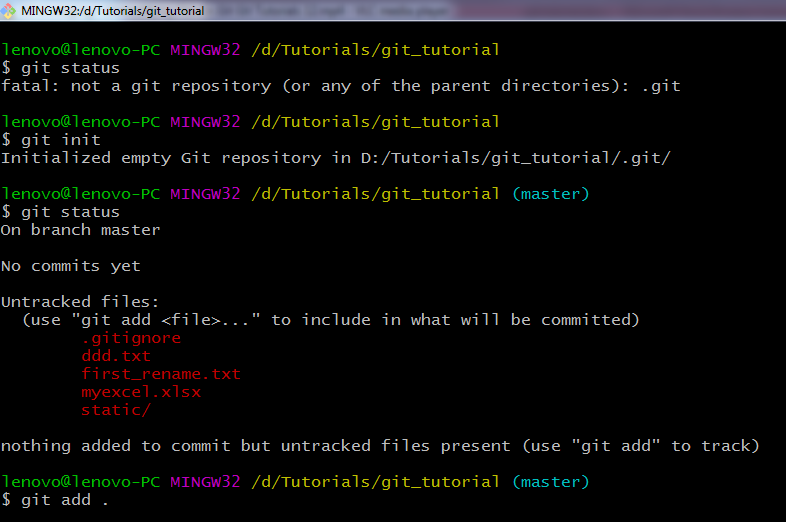 MINGW32:/d/Tutorials/git_tutorial
lenovo@lenovo-PC MINGW32 /d/Tutorials/git_tutorial
$ git status
fatal: not a git repository (or any of the parent directories): .git
lenovo@lenovo-PC MINGW32 /d/Tutorials/git_tutorial
$ git init
Initialized empty Git repository in D:/Tutorials/git_tutorial/.git/
lenovo@lenovo-PC MINGW32 /d/Tutorials/git_tutorial (master)
$ git status
On branch master
No commits yet
Untracked files:
  (use "git add <file>..." to include in what will be committed)
        .gitignore
        ddd.txt
        first_rename.txt
        myexcel.xlsx
        static/
nothing added to commit but untracked files present (use "git add" to track)
lenovo@lenovo-PC MINGW32 /d/Tutorials/git_tutorial (master)
$ git add .